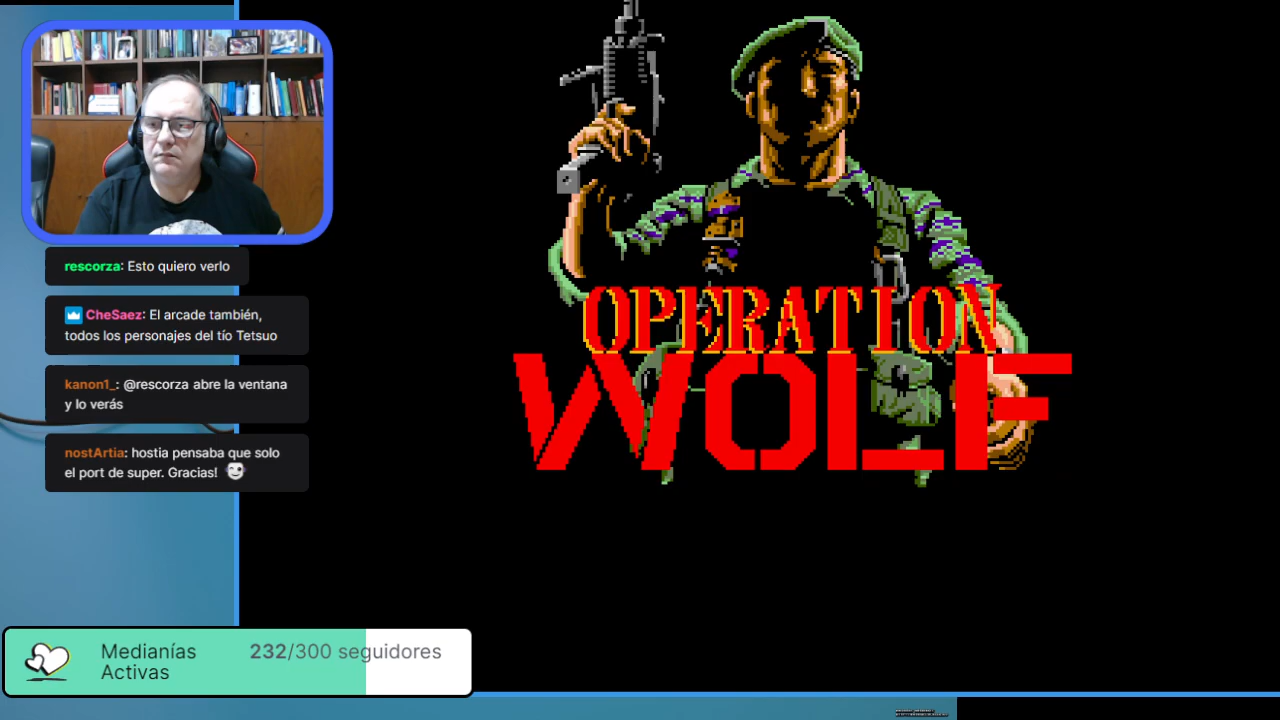 OPERATION
WOLF
rescorza: Esto quiero verlo
CheSaez: El arcade también,
todos los personajes del tío Tetsuo
kanon1_: @rescorza abre la ventana
y lo verás
nostArtia: hostia pensaba que solo
el port de super. Gracias!
Medianías
Activas
232/300 seguidores